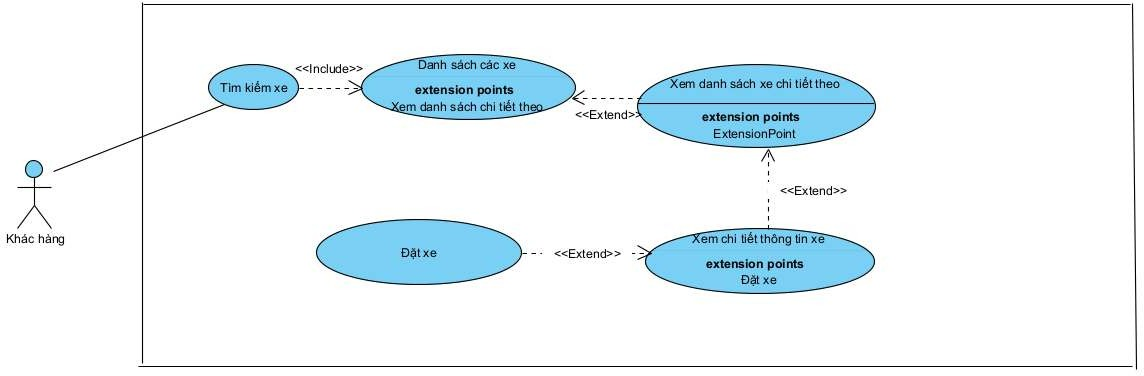 Tìm kiếm xe
<<Include>>
Danh sách các xe
extension points
Xem danh sách chi tiết theo
<<Extend>>
Xem danh sách xe chi tiết theo
extension points
ExtensionPoint
<<Extend>>
Khác hàng
Đặt xe
<<Extend>>
Xem chi tiết thông tin xe
extension points
Đặt xe